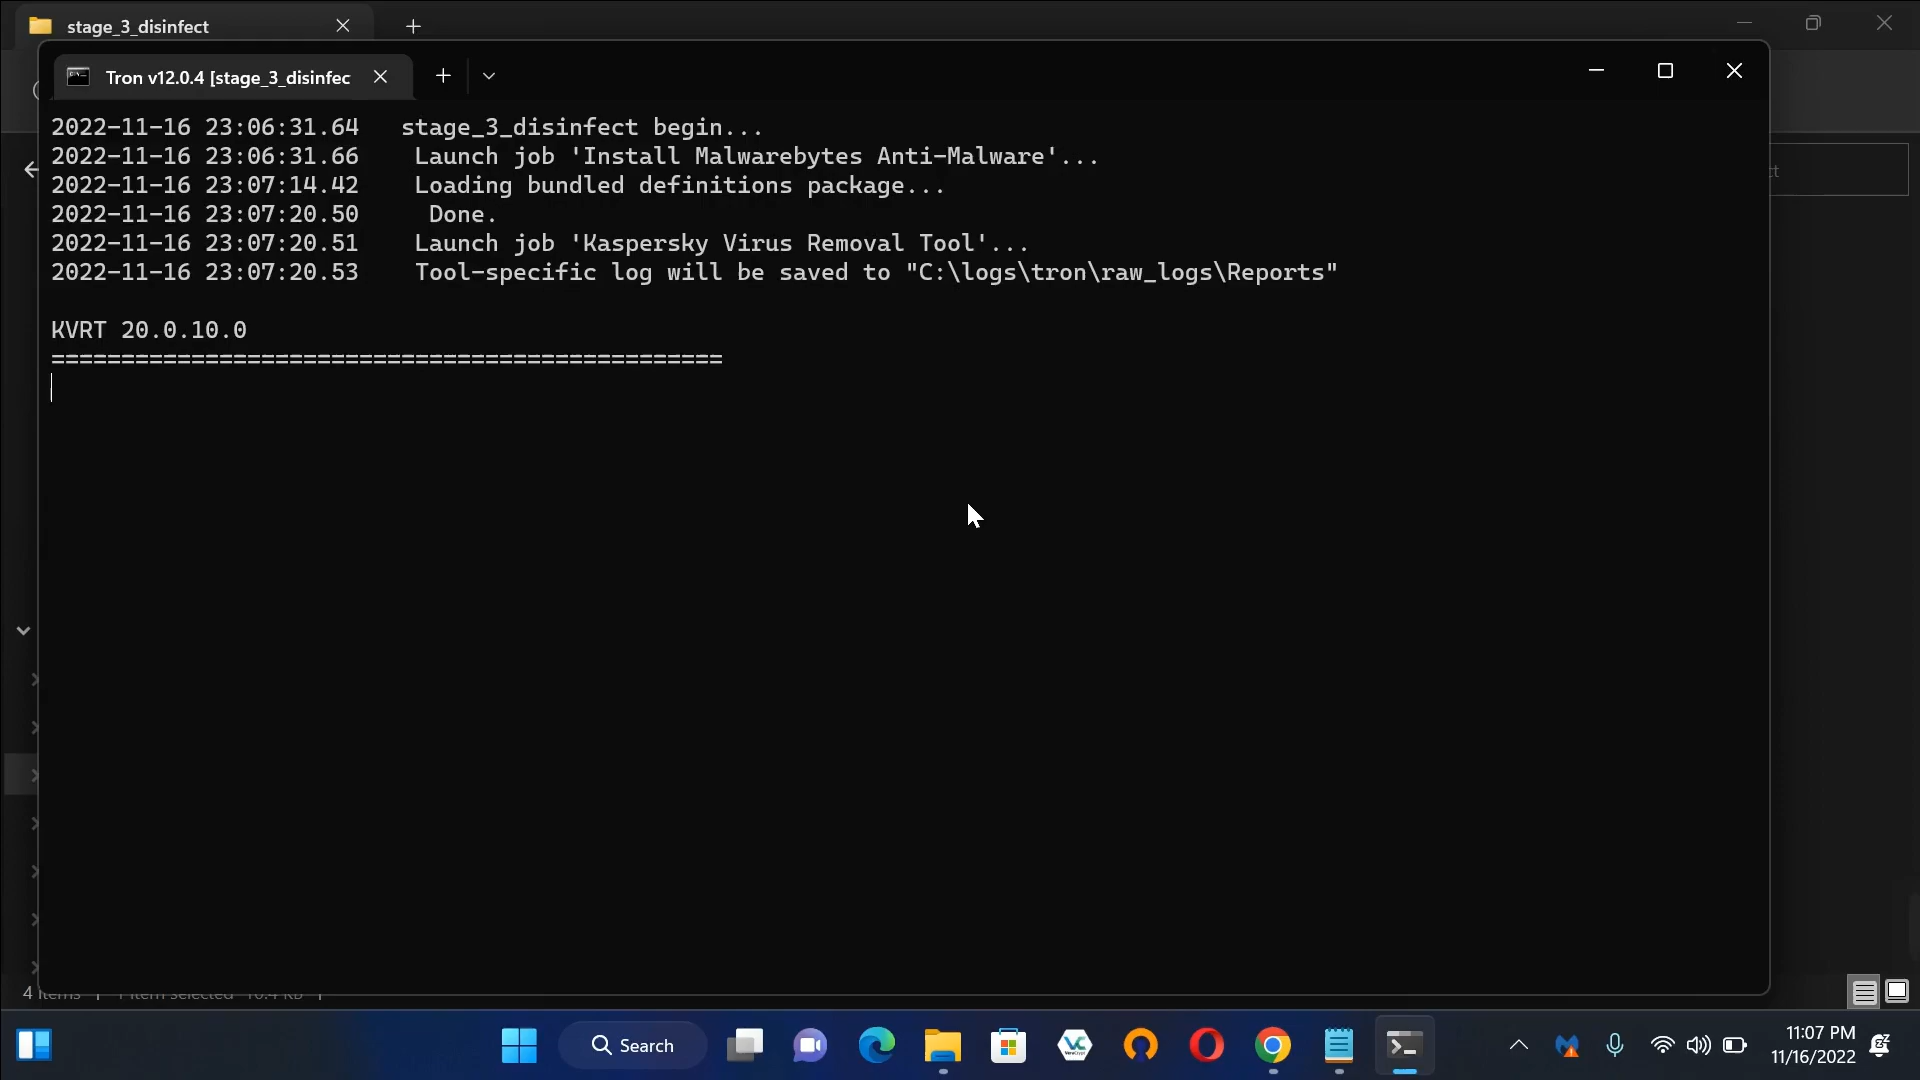 stage_3_disinfect
Tron v12.0.4 [stage_3_disinfec
2022-11-16 23:06:31.64   stage_3_disinfect begin...
2022-11-16 23:06:31.66    Launch job 'Install Malwarebytes Anti-Malware'...
2022-11-16 23:07:14.42    Loading bundled definitions package...
2022-11-16 23:07:20.50     Done.
2022-11-16 23:07:20.51    Launch job 'Kaspersky Virus Removal Tool'...
2022-11-16 23:07:20.53    Tool-specific log will be saved to "C:\logs\tron\raw_logs\Reports"
KVRT 20.0.10.0
================================================
4 items
Search
11:07 PM
11/16/2022